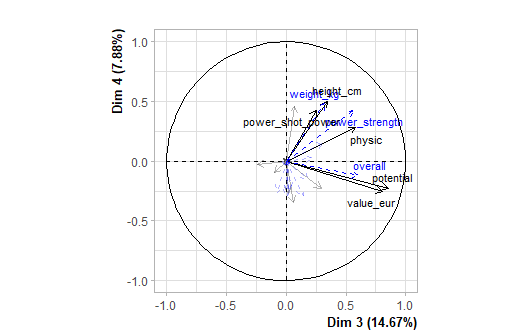 Dim 4 (7.88%)
1.0
0.5
0.0
-0.5
-1.0
height_cm
weight_kg
power_shot_power
power_strength
physic
overall
potential
value_eur
-1.0
-0.5
0.0
0.5
1.0
Dim 3 (14.67%)